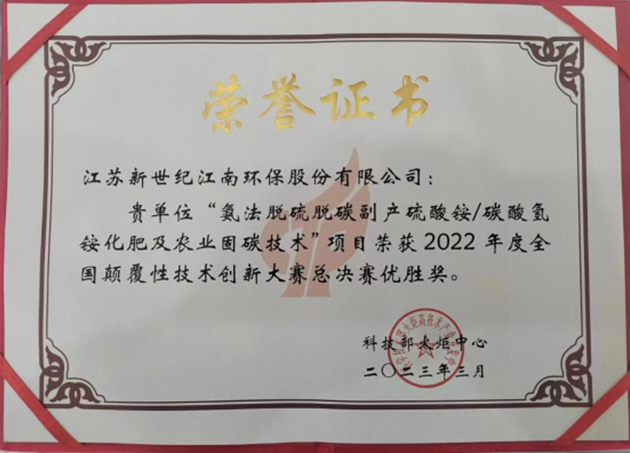 荣誉证书
江苏新世纪江南环保股份有限公司：
贵单位“氨法脱硫脱碳副产硫酸铵/碳酸氢
铵化肥及农业固碳技术”项目荣获2022年度全
国颠覆性技术创新大赛总决赛优胜奖。
科技部火炬中心
二〇二三年三月